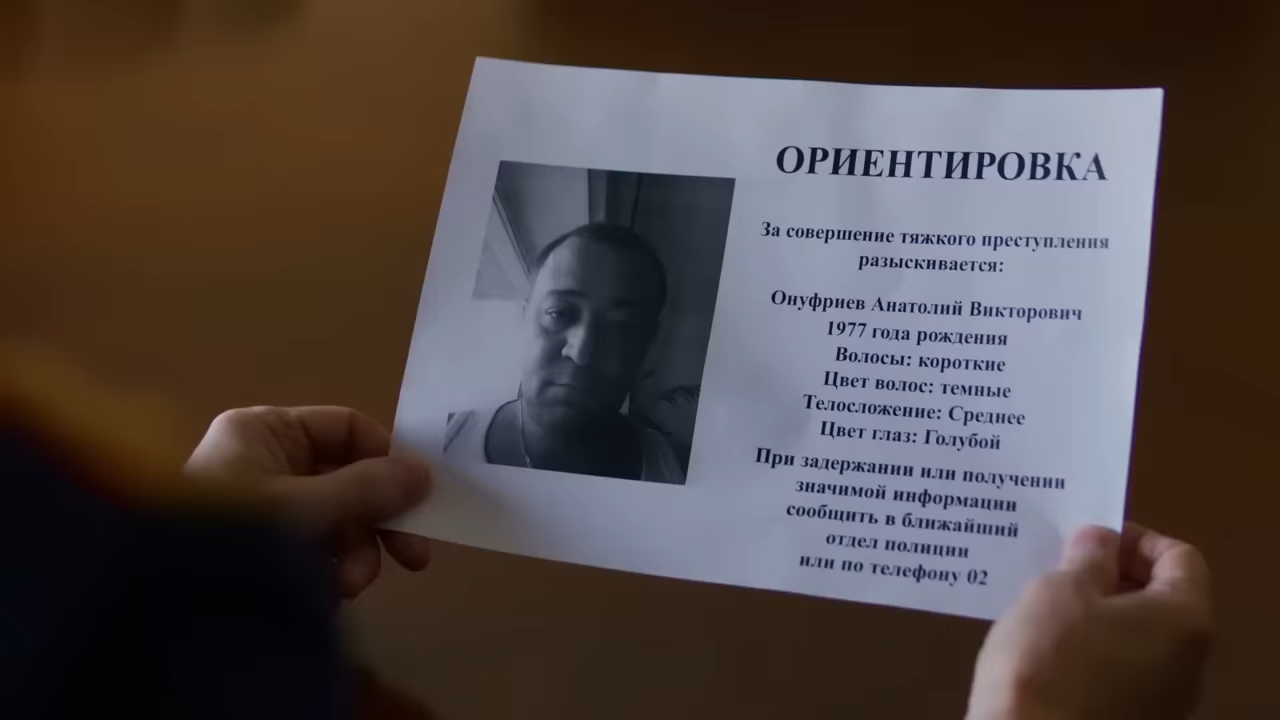 ОРИЕНТИРОВКА
За совершение тяжкого преступления
разыскивается:
Онуфриев Анатолий Викторович
1977 года рождения
Волосы: короткие
Цвет волос: темные
Телосложение: Среднее
Цвет глаз: Голубой
При задержании или получении
значимой информации
сообщить в ближайший
отдел полиции
или по телефону 02